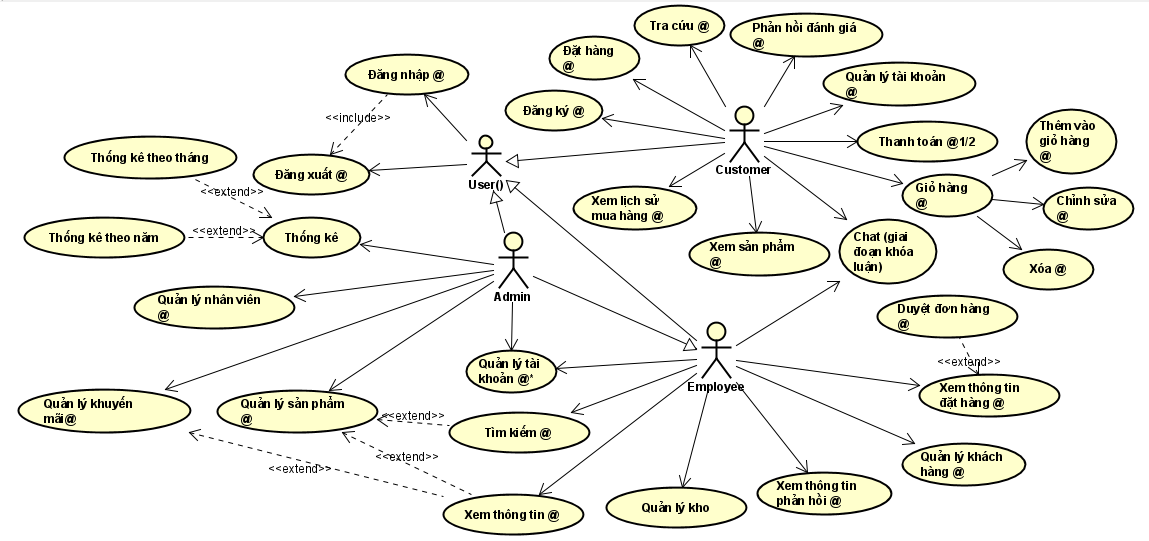 Tra cứu @
Phản hồi đánh giá
@
Đặt hàng
@
Đăng nhập @
Quản lý tài khoản
@
Đăng ký @
<<include>>
Thêm vào
giỏ hàng
@
Thanh toán @1/2
Thống kê theo tháng
Đăng xuất @
User()
Customer
<<extend>>
Giỏ hàng
@
Xem lịch sử
mua hàng @
Chỉnh sửa
@
Thống kê theo năm
<<extend>>
Thống kê
Xem sản phẩm
@
Chat (giai
đoạn khóa
luận)
Xóa @
Quản lý nhân viên
@
Admin
Duyệt đơn hàng
@
<<extend>>
Quản lý tài
khoản @*
Employee
Xem thông tin
đặt hàng @
Quản lý khuyến
mãi@
Quản lý sản phẩm
@
<<extend>>
Tìm kiếm @
<<extend>>
<<extend>>
Quản lý khách
hàng @
Xem thông tin @
Quản lý kho
Xem thông tin
phản hồi @